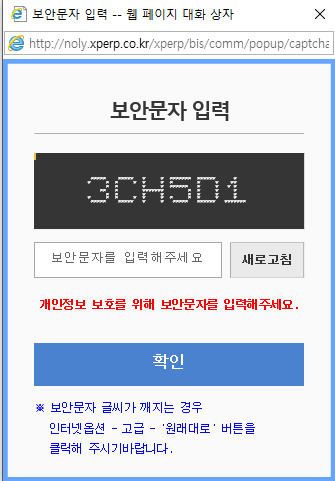 보안문자 입력 -- 웹 페이지 대화 상자
http://noly.xperp.co.kr/xperp/bis/comm/popup/captcha
보안문자 입력
3CH5D1
보안문자를 입력해주세요 새로고침
개인정보 보호를 위해 보안문자를 입력해주세요.
확인
※ 보안문자 글씨가 깨지는 경우
인터넷옵션 - 고급 - '원래대로' 버튼을
클릭해 주시기바랍니다.